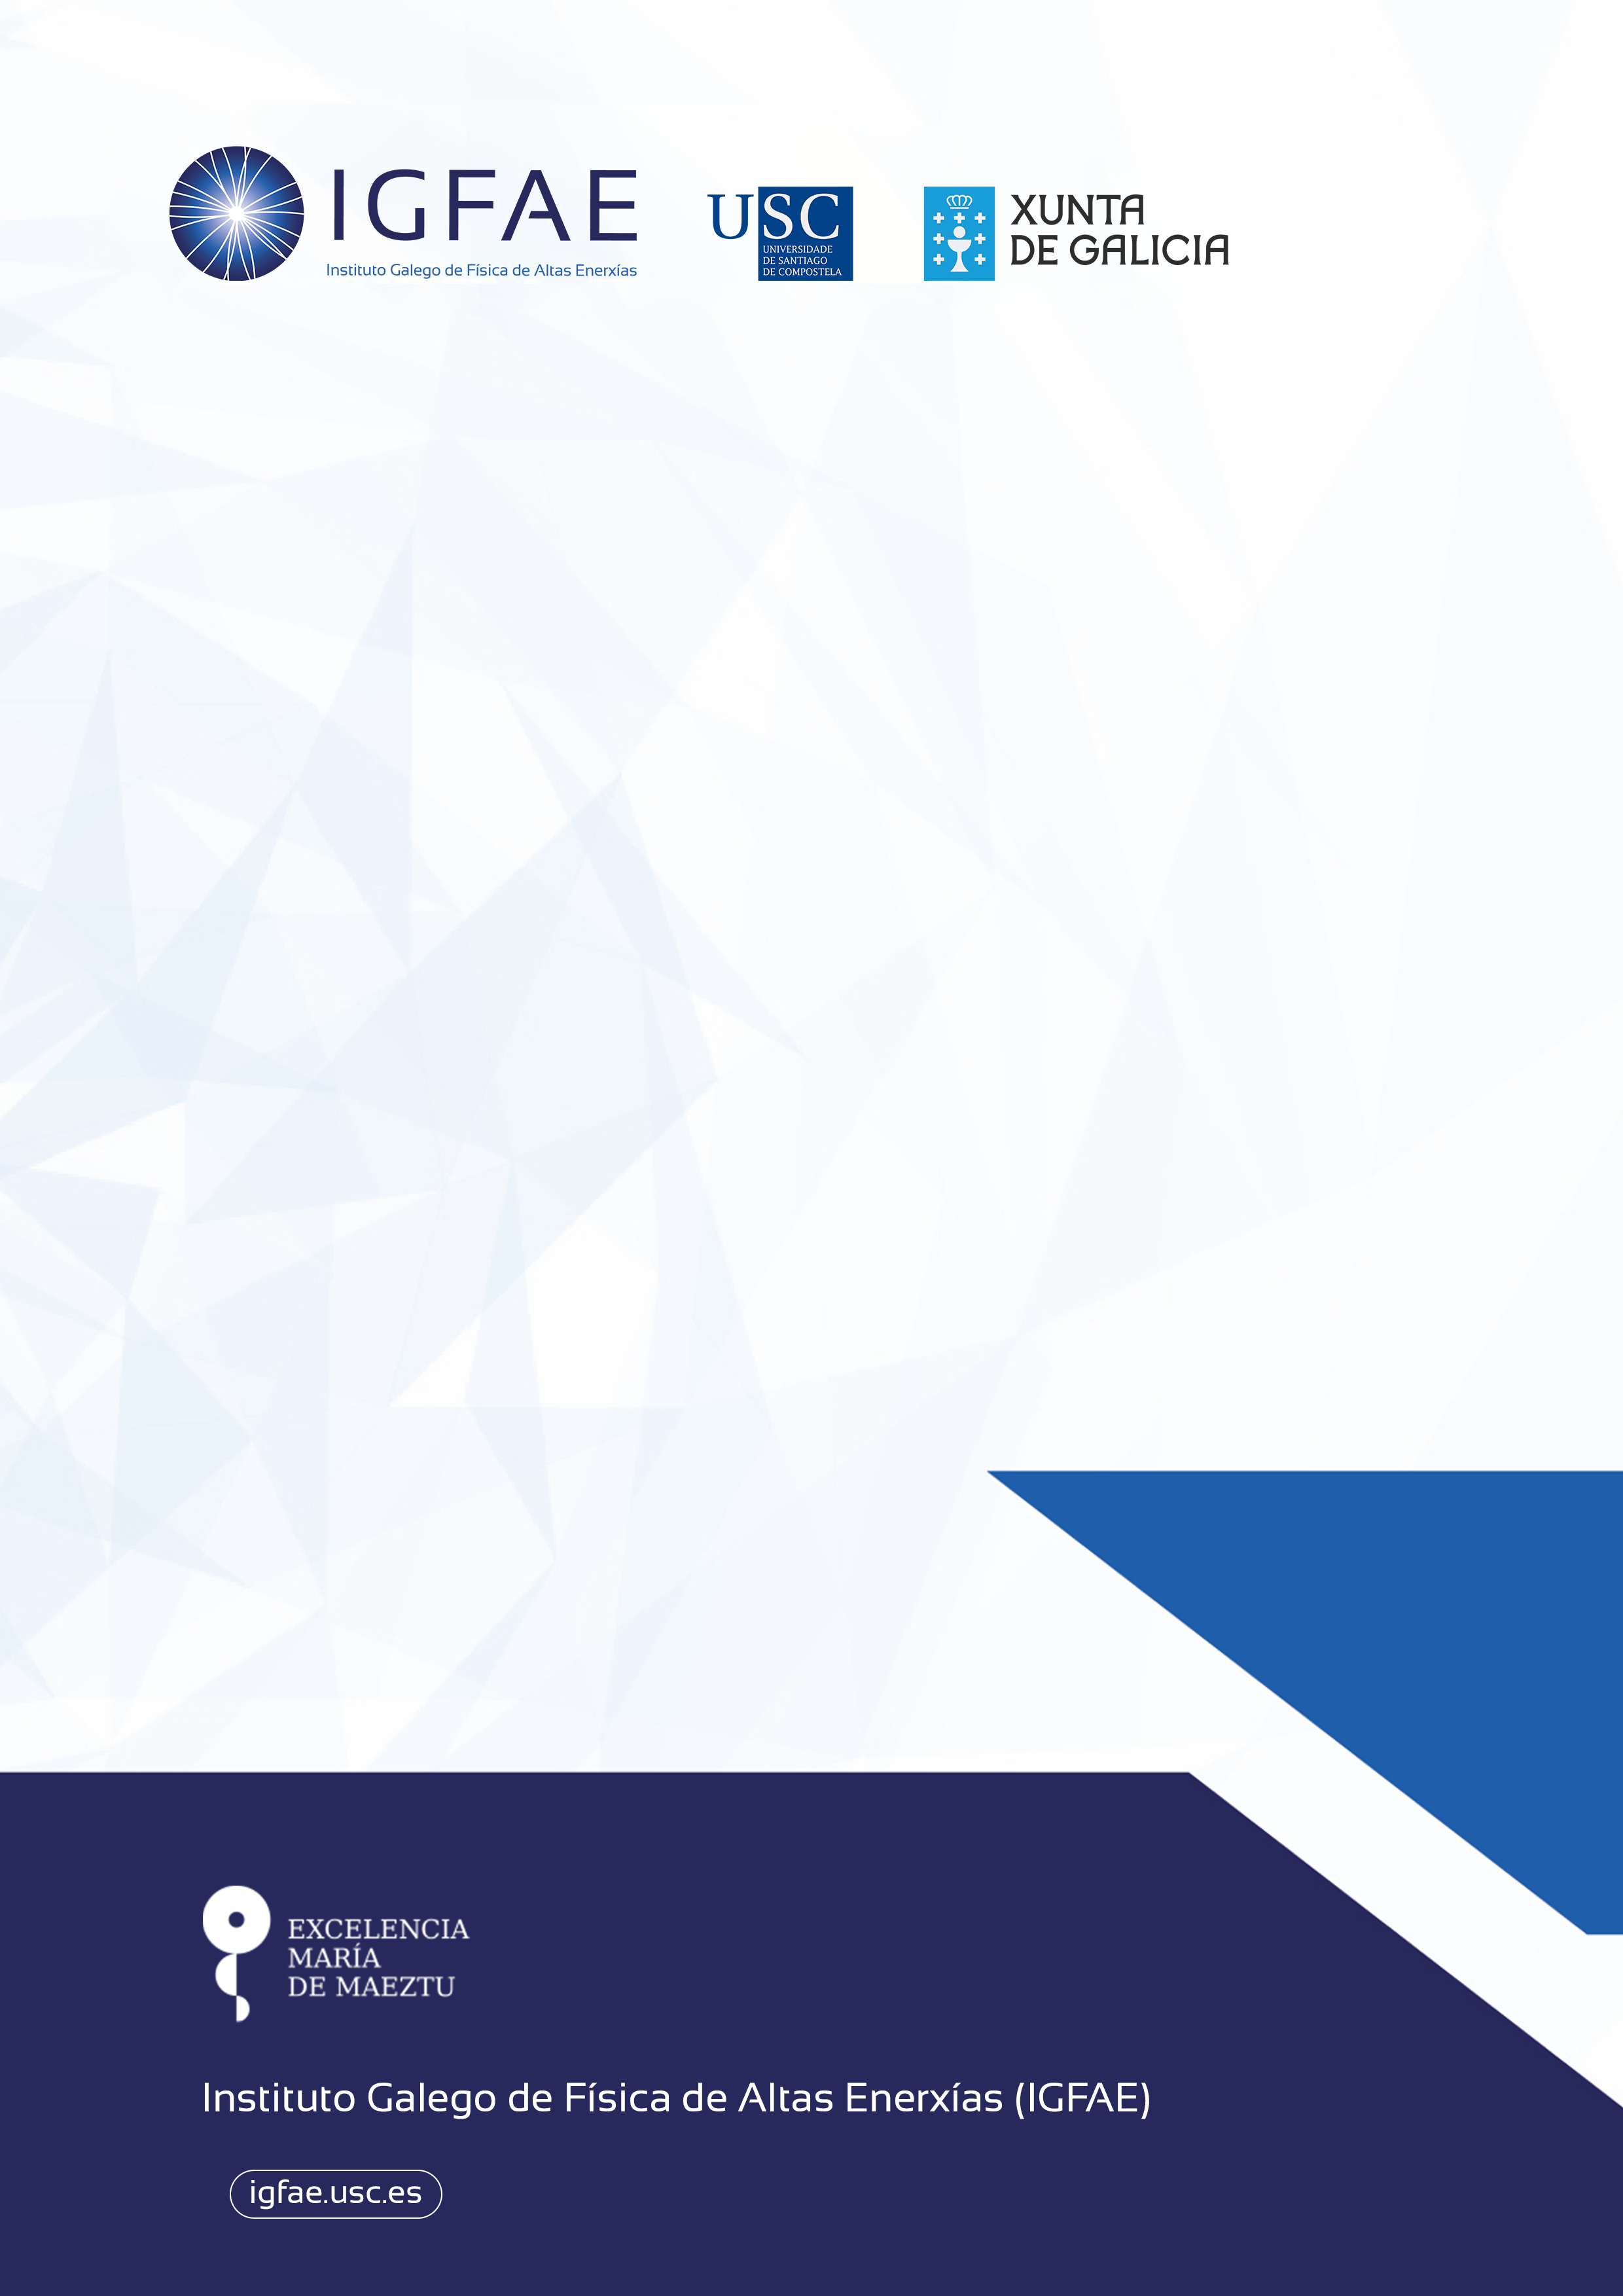 IGFAE
Instituto Galego de Física de Altas Enerxías
USC
UNIVERSIDADE
DE SANTIAGO
DE COMPOSTELA
XUNTA
DE GALICIA
EXCELENCIA
MARÍA
DE MAEZTU
Instituto Galego de Física de Altas Enerxías (IGFAE)
igfae.usc.es